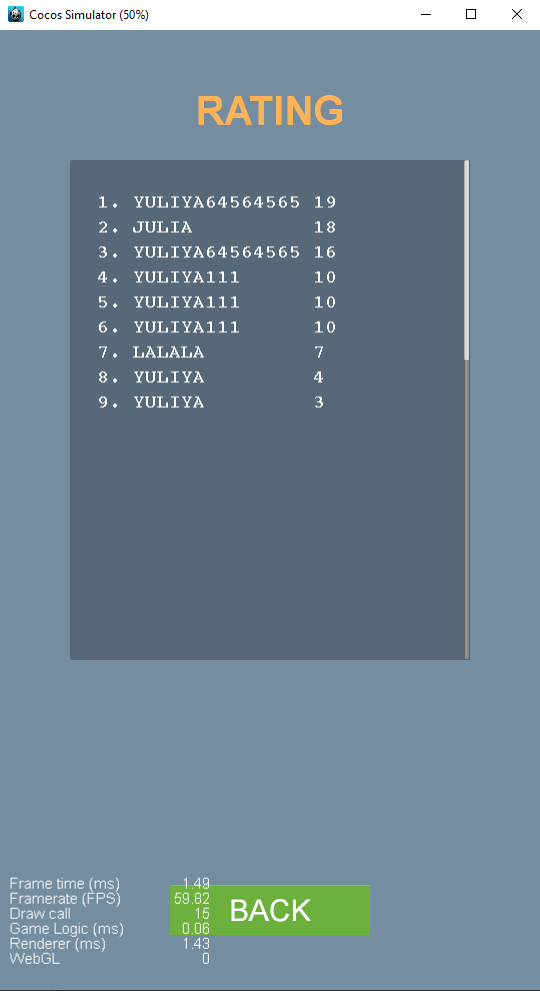 Cocos Simulator (50%)
RATING
1. YULIYA64564565 19
2. JULIA 18
3. YULIYA64564565 16
4. YULIYA111 10
5. YULIYA111 10
6. YULIYA111 10
7. LALALA 7
8. YULIYA 4
9. YULIYA 3
Frame time (ms) 1.49
Framerate (FPS) 59.82
Draw call 15
Game Logic (ms) 0.06
Renderer (ms) 1.43
WebGL 0
BACK